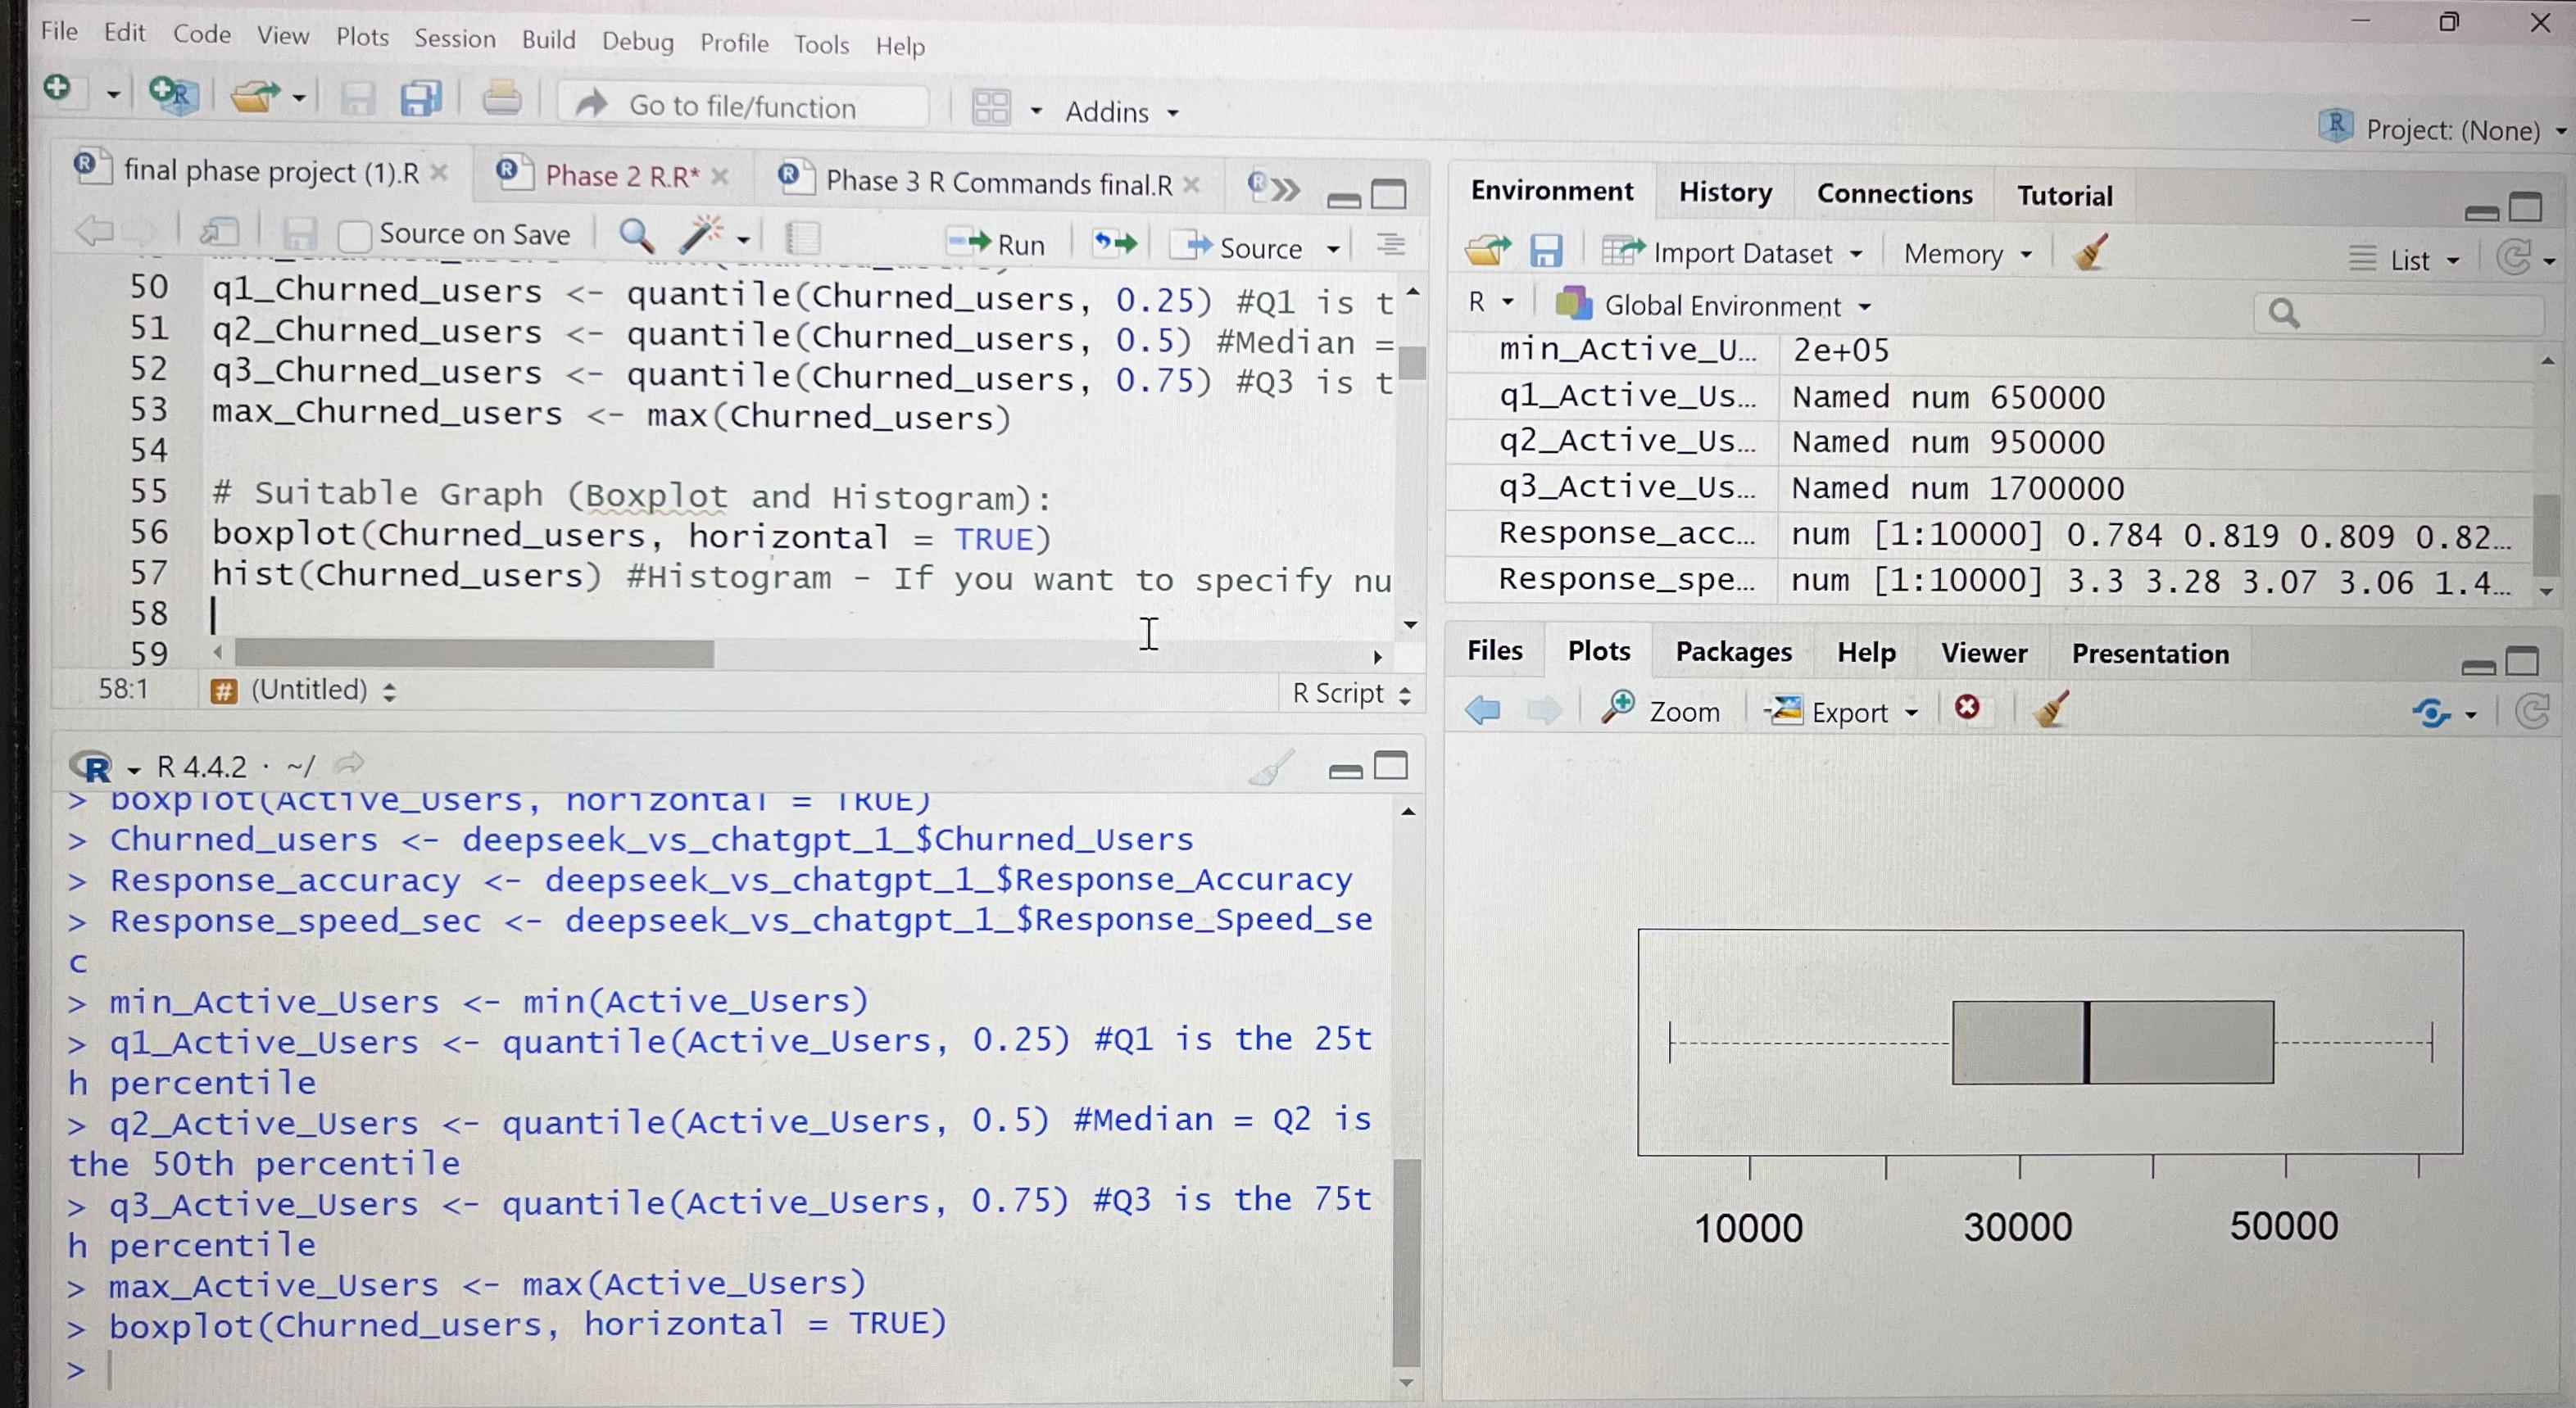 File Edit Code View Plots Session Build Debug Profile Tools Help
Go to file/function Addins
Project: (None)
final phase project (1).R Phase 2 R.R* Phase 3 R Commands final.R
Source on Save Run Source
50 q1_Churned_users <- quantile(Churned_users, 0.25) #Q1 is t
51 q2_Churned_users <- quantile(Churned_users, 0.5) #Median =
52 q3_Churned_users <- quantile(Churned_users, 0.75) #Q3 is t
53 max_Churned_users <- max(Churned_users)
54
55 # Suitable Graph (Boxplot and Histogram):
56 boxplot(Churned_users, horizontal = TRUE)
57 hist(Churned_users) #Histogram - If you want to specify nu
58
59
58:1 # (Untitled) R Script
R R 4.4.2 · ~/
> boxplot(Active_Users, horizontal = TRUE)
> Churned_users <- deepseek_vs_chatgpt_1_$Churned_Users
> Response_accuracy <- deepseek_vs_chatgpt_1_$Response_Accuracy
> Response_speed_sec <- deepseek_vs_chatgpt_1_$Response_Speed_se
c
> min_Active_Users <- min(Active_Users)
> q1_Active_Users <- quantile(Active_Users, 0.25) #Q1 is the 25t
h percentile
> q2_Active_Users <- quantile(Active_Users, 0.5) #Median = Q2 is
the 50th percentile
> q3_Active_Users <- quantile(Active_Users, 0.75) #Q3 is the 75t
h percentile
> max_Active_Users <- max(Active_Users)
> boxplot(Churned_users, horizontal = TRUE)
>
Environment History Connections Tutorial
Import Dataset Memory List
R Global Environment
min_Active_U... 2e+05
q1_Active_Us... Named num 650000
q2_Active_Us... Named num 950000
q3_Active_Us... Named num 1700000
Response_acc... num [1:10000] 0.784 0.819 0.809 0.82...
Response_spe... num [1:10000] 3.3 3.28 3.07 3.06 1.4...
Files Plots Packages Help Viewer Presentation
Zoom Export
10000 30000 50000